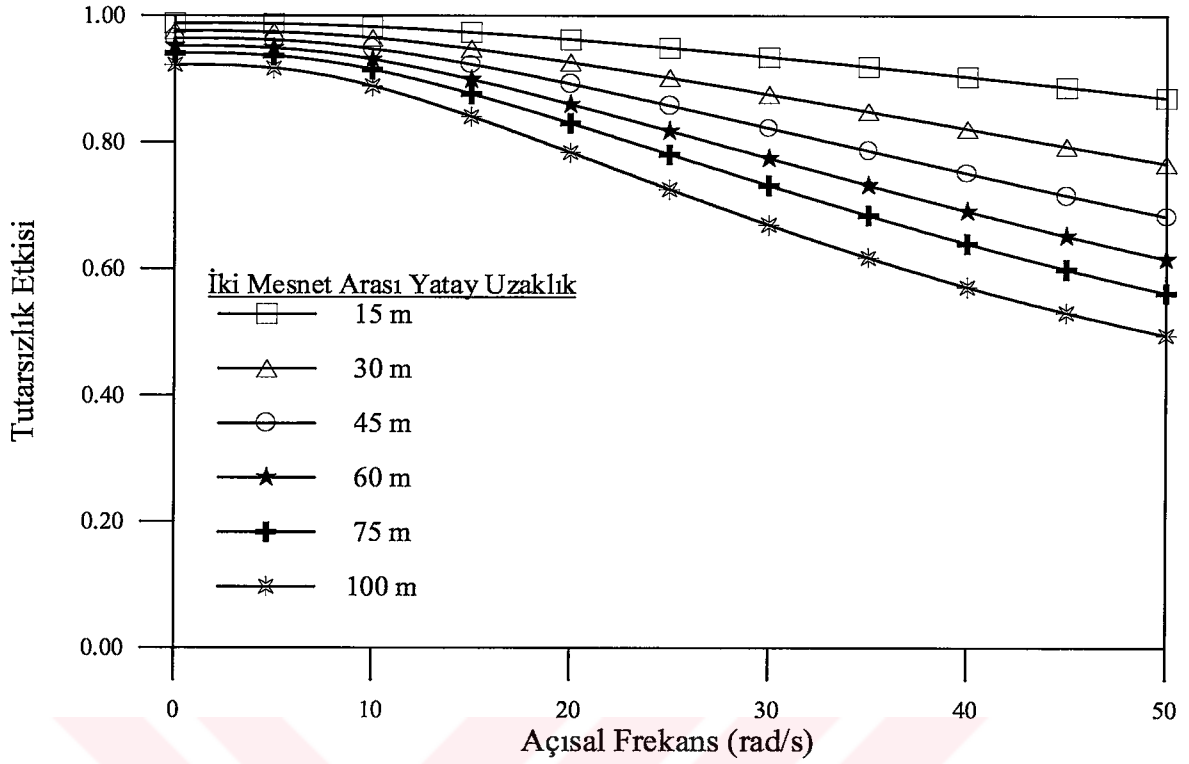 1.00
0.80
0.60
0.40
0.20
0.00
Tutarsızlık Etkisi
İki Mesnet Arası Yatay Uzaklık
15 m
30 m
45 m
60 m
75 m
100 m
0 10 20 30 40 50
Açısal Frekans (rad/s)